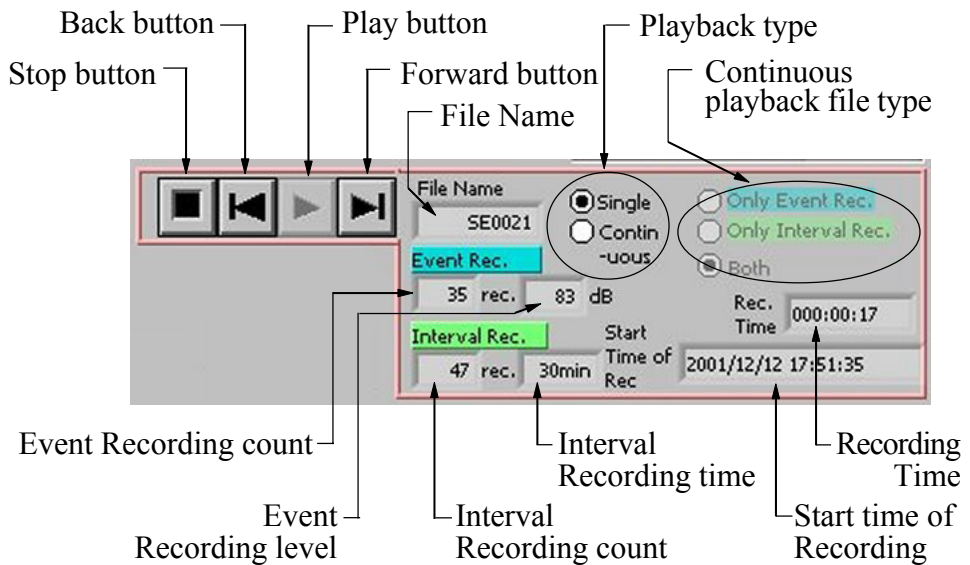 Back button
Play button
Playback type
Stop button
Forward button
Continuous
playback file type
File Name
File Name
SE0021
Single
Contin
-uous
Only Event Rec.
Only Interval Rec.
Both
Event Rec.
35 rec. 83 dB
Rec.
Time
000:00:17
Interval Rec.
47 rec. 30min
Start
Time of
Rec
2001/12/12 17:51:35
Event Recording count
Interval
Recording time
Recording
Time
Event
Recording level
Interval
Recording count
Start time of
Recording